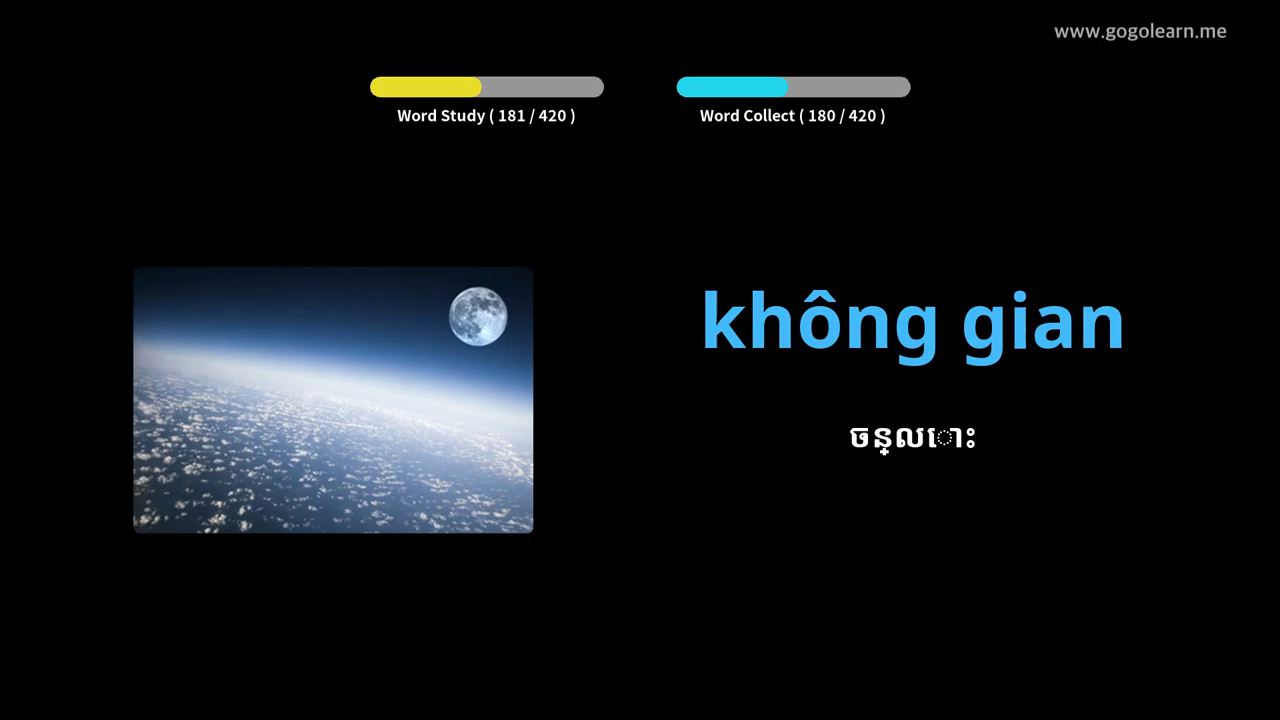 www.gogolearn.me
Word Study ( 181 / 420 )
Word Collect ( 180 / 420 )
không gian
ចន្លោះ